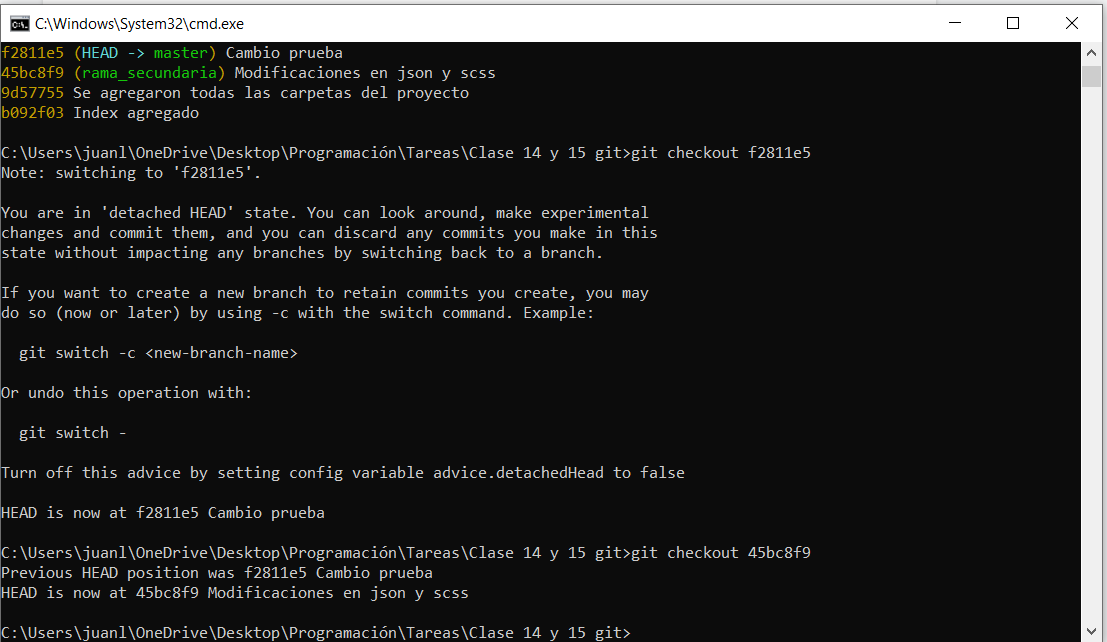 C:\Windows\System32\cmd.exe
f2811e5 (HEAD -> master) Cambio prueba
45bc8f9 (rama_secundaria) Modificaciones en json y scss
9d57755 Se agregaron todas las carpetas del proyecto
b092f03 Index agregado
C:\Users\juanl\OneDrive\Desktop\Programación\Tareas\Clase 14 y 15 git>git checkout f2811e5
Note: switching to 'f2811e5'.
You are in 'detached HEAD' state. You can look around, make experimental
changes and commit them, and you can discard any commits you make in this
state without impacting any branches by switching back to a branch.
If you want to create a new branch to retain commits you create, you may
do so (now or later) by using -c with the switch command. Example:
  git switch -c <new-branch-name>
Or undo this operation with:
  git switch -
Turn off this advice by setting config variable advice.detachedHead to false
HEAD is now at f2811e5 Cambio prueba
C:\Users\juanl\OneDrive\Desktop\Programación\Tareas\Clase 14 y 15 git>git checkout 45bc8f9
Previous HEAD position was f2811e5 Cambio prueba
HEAD is now at 45bc8f9 Modificaciones en json y scss
C:\Users\juanl\OneDrive\Desktop\Programación\Tareas\Clase 14 y 15 git>